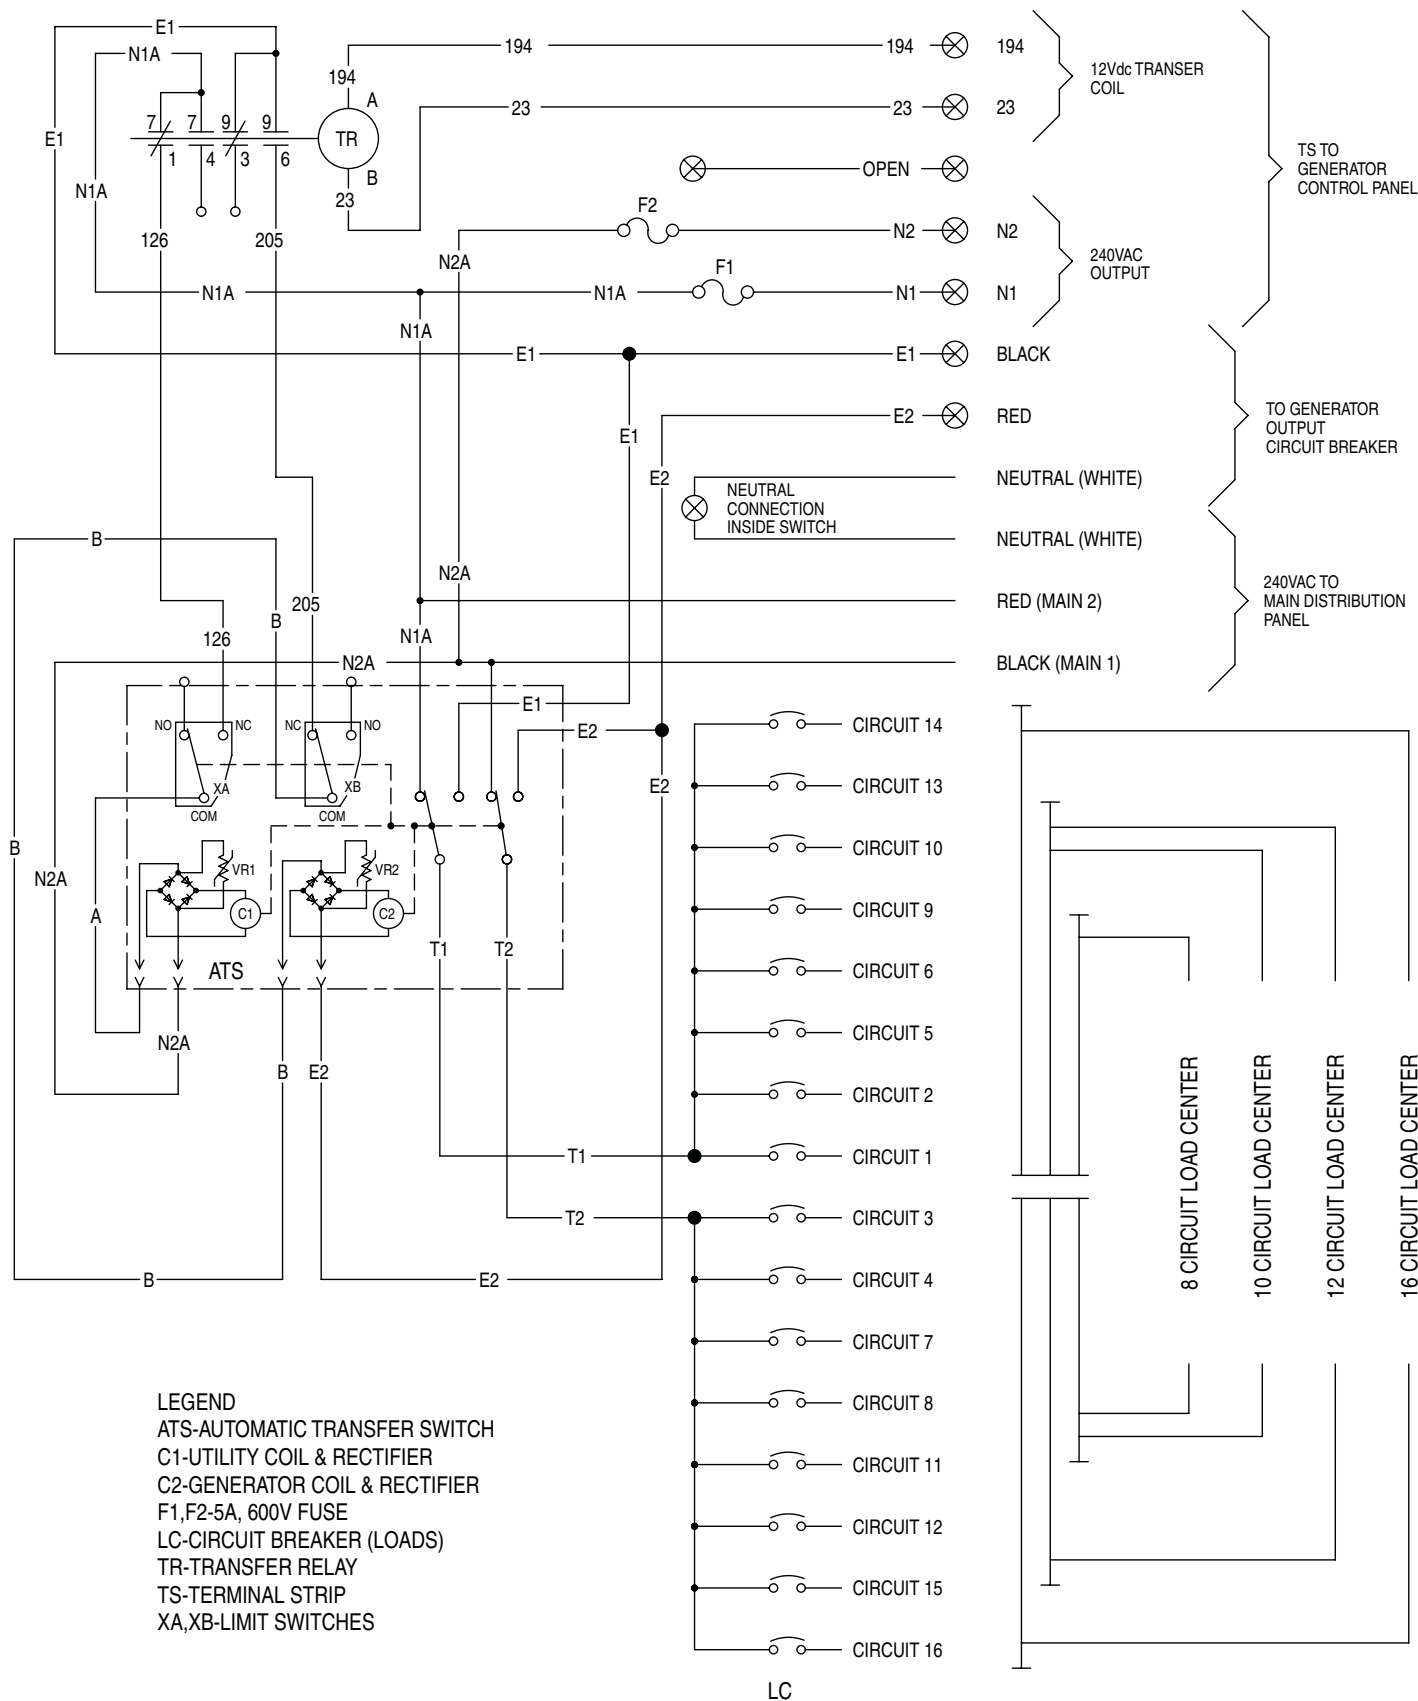 E1
N1A
194
194
194
12Vdc TRANSER
COIL
194
A
23
23
23
7
7
9
9
TR
E1
1
4
3
6
TS TO
GENERATOR
CONTROL PANEL
B
OPEN
N1A
23
F2
126
205
N2
N2
N2A
240VAC
OUTPUT
F1
N1A
N1A
N1
N1
N1A
E1
E1
BLACK
E2
RED
TO GENERATOR
OUTPUT
CIRCUIT BREAKER
E1
E2
NEUTRAL (WHITE)
NEUTRAL
CONNECTION
INSIDE SWITCH
B
NEUTRAL (WHITE)
N2A
240VAC TO
MAIN DISTRIBUTION
PANEL
205
RED (MAIN 2)
B
126
N1A
N2A
BLACK (MAIN 1)
E1
NO
NC
NC
NO
E2
CIRCUIT 14
XA
XB
E2
CIRCUIT 13
COM
COM
B
CIRCUIT 10
VR1
VR2
N2A
A
C1
C2
CIRCUIT 9
T1
T2
ATS
CIRCUIT 6
N2A
CIRCUIT 5
B
E2
CIRCUIT 2
T1
CIRCUIT 1
8 CIRCUIT LOAD CENTER
10 CIRCUIT LOAD CENTER
12 CIRCUIT LOAD CENTER
16 CIRCUIT LOAD CENTER
T2
CIRCUIT 3
B
E2
CIRCUIT 4
CIRCUIT 7
CIRCUIT 8
CIRCUIT 11
CIRCUIT 12
CIRCUIT 15
CIRCUIT 16
LC
LEGEND
ATS-AUTOMATIC TRANSFER SWITCH
C1-UTILITY COIL & RECTIFIER
C2-GENERATOR COIL & RECTIFIER
F1,F2-5A, 600V FUSE
LC-CIRCUIT BREAKER (LOADS)
TR-TRANSFER RELAY
TS-TERMINAL STRIP
XA,XB-LIMIT SWITCHES